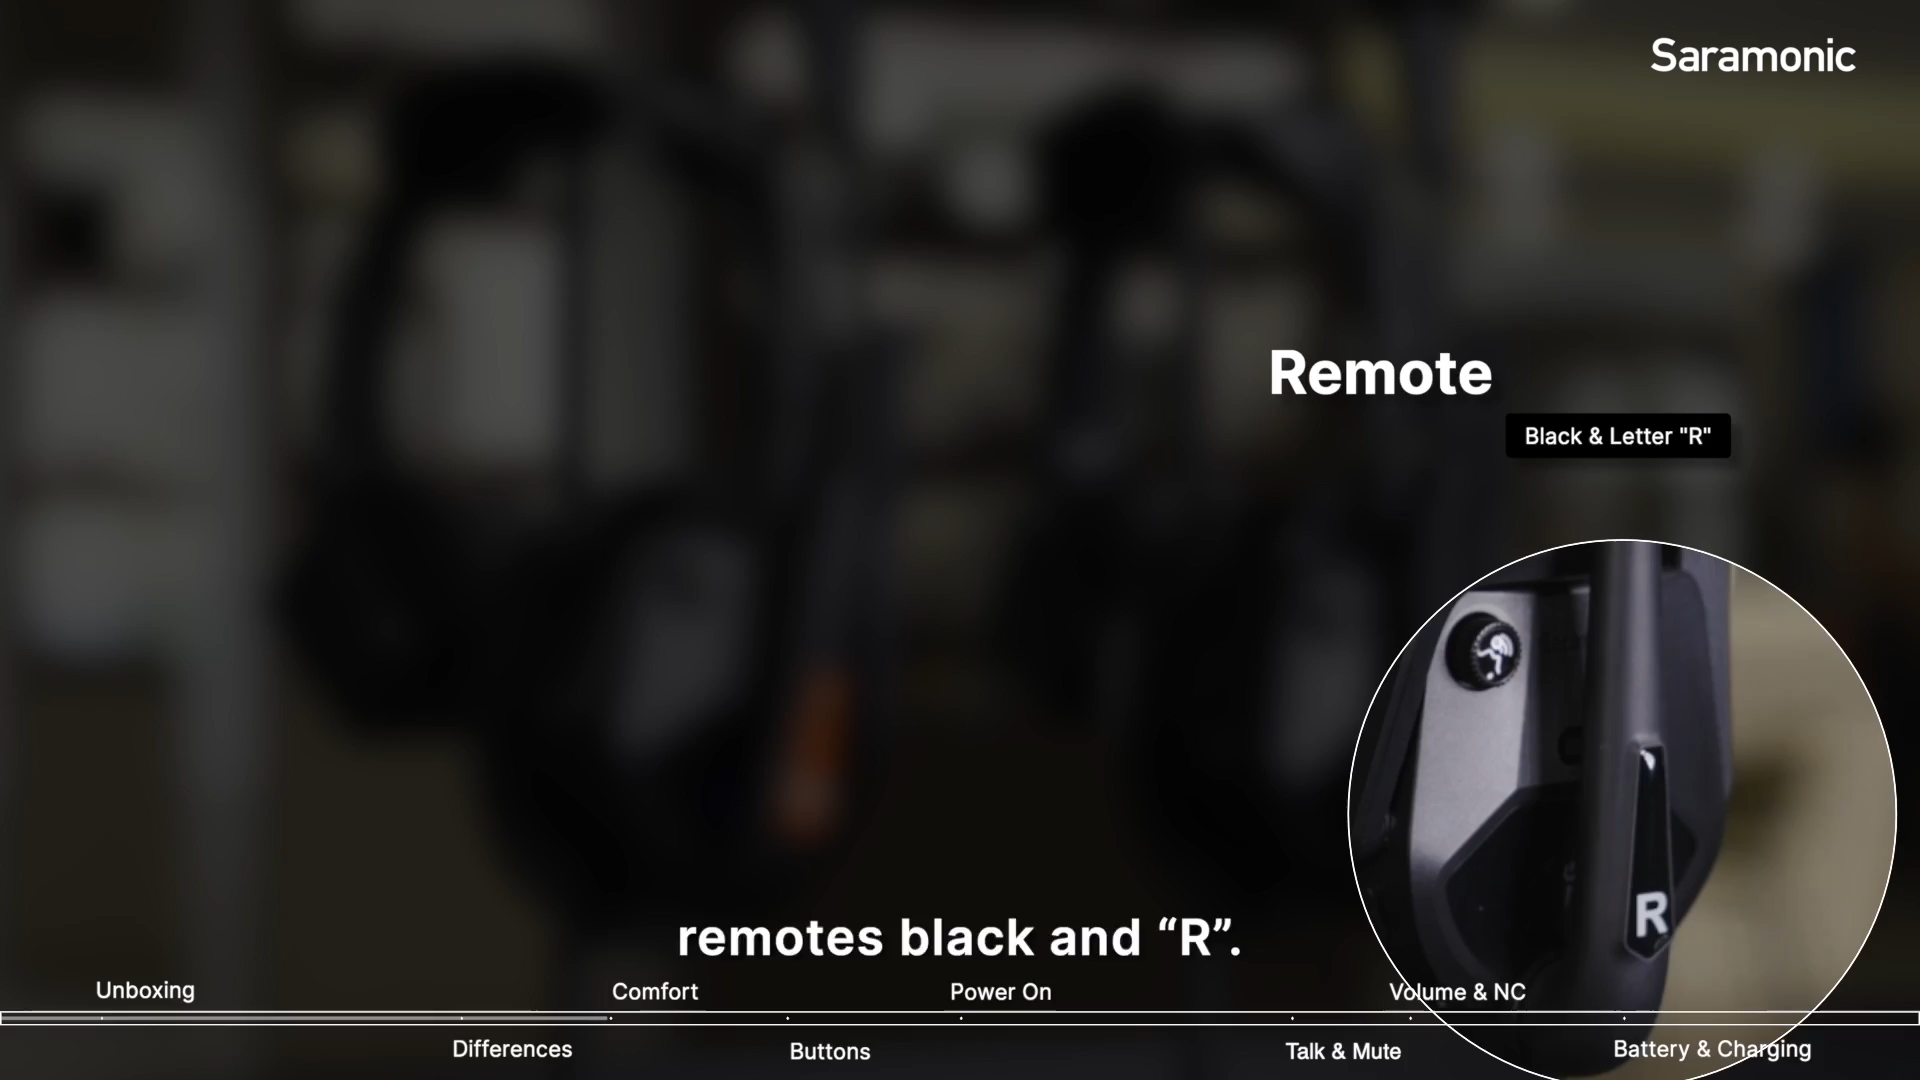 Saramonic
Remote
Black & Letter "R"
R
remotes black and “R”.
Unboxing
Comfort
Power On
Volume & NC
Differences
Buttons
Talk & Mute
Battery & Charging